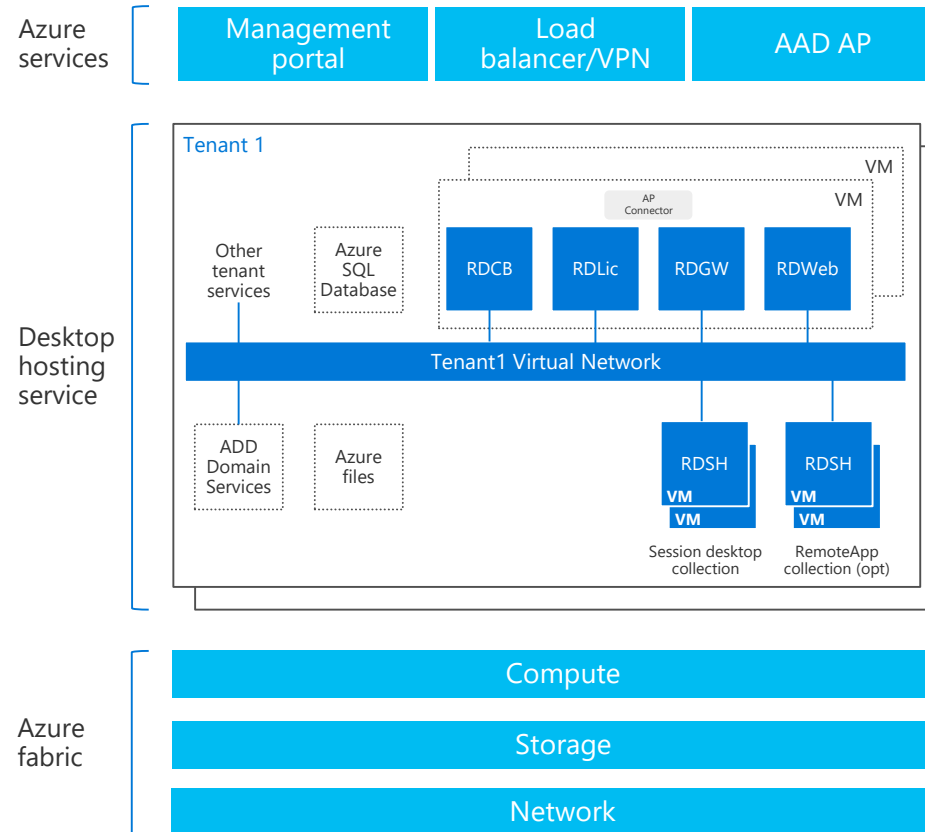 Azure
services
Management
portal
Load
balancer/VPN
AAD AP
Desktop
hosting
service
Tenant 1
VM
VM
AP
Connector
Other
tenant
services
Azure
SQL
Database
RDCB
RDLic
RDGW
RDWeb
Tenant1 Virtual Network
ADD
Domain
Services
Azure
files
RDSH
VM
VM
Session desktop
collection
RDSH
VM
VM
RemoteApp
collection (opt)
Azure
fabric
Compute
Storage
Network